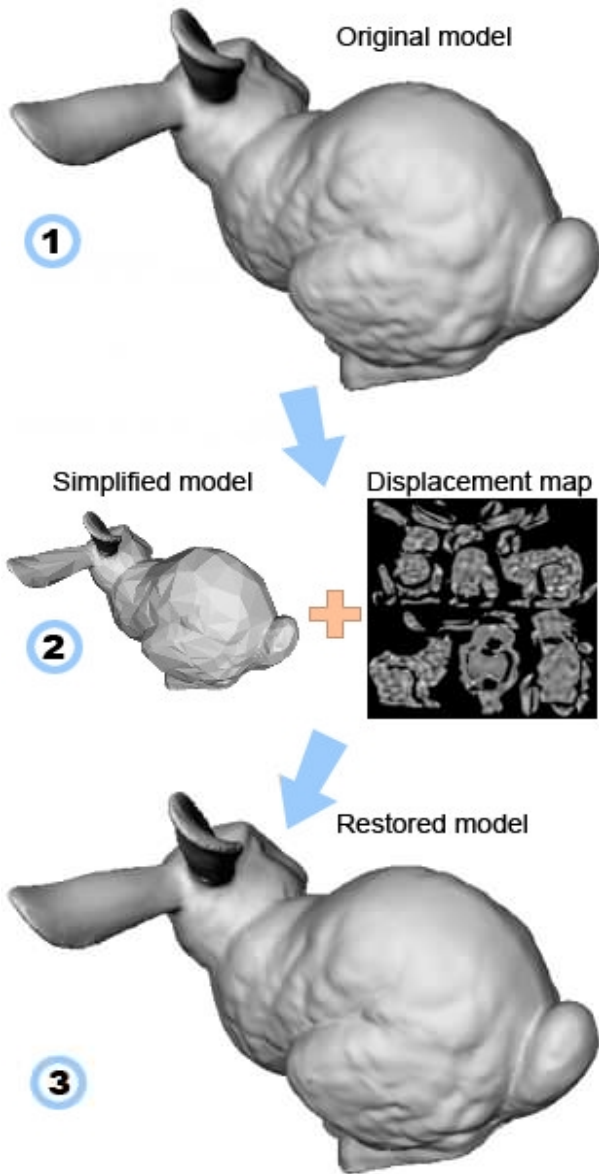 Original model
1
Simplified model
Displacement map
2
Restored model
3